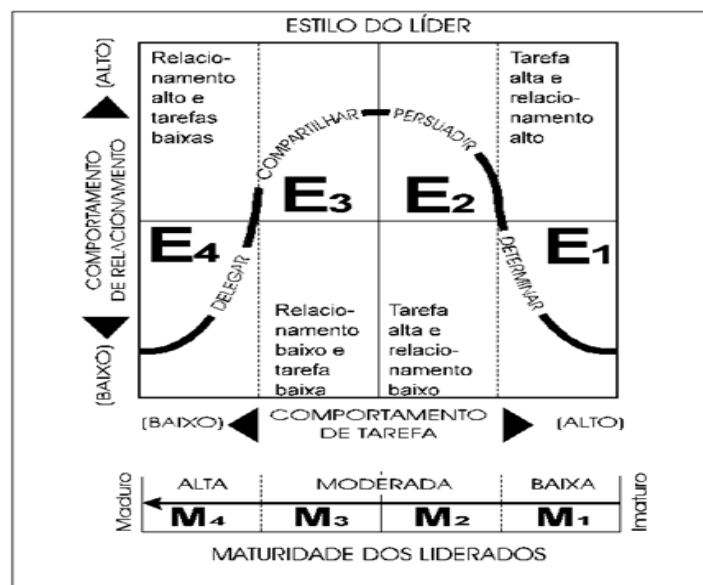 ESTILO DO LÍDER
(ALTO)
COMPORTAMENTO
DE RELACIONAMENTO
(BAIXO)
Relacio-
namento
alto e
tarefas
baixas
Tarefa
alta e
relacio-
namento
alto
COMPARTILHAR
PERSUADIR
E3
E2
E4
E1
DELEGAR
DETERMINAR
Relacio-
namento
baixo e
tarefa
baixa
Tarefa
alta e
relacio-
namento
baixo
(BAIXO)
COMPORTAMENTO
DE TAREFA
(ALTO)
Maduro
ALTA
MODERADA
BAIXA
Imaturo
M4
M3
M2
M1
MATURIDADE DOS LIDERADOS